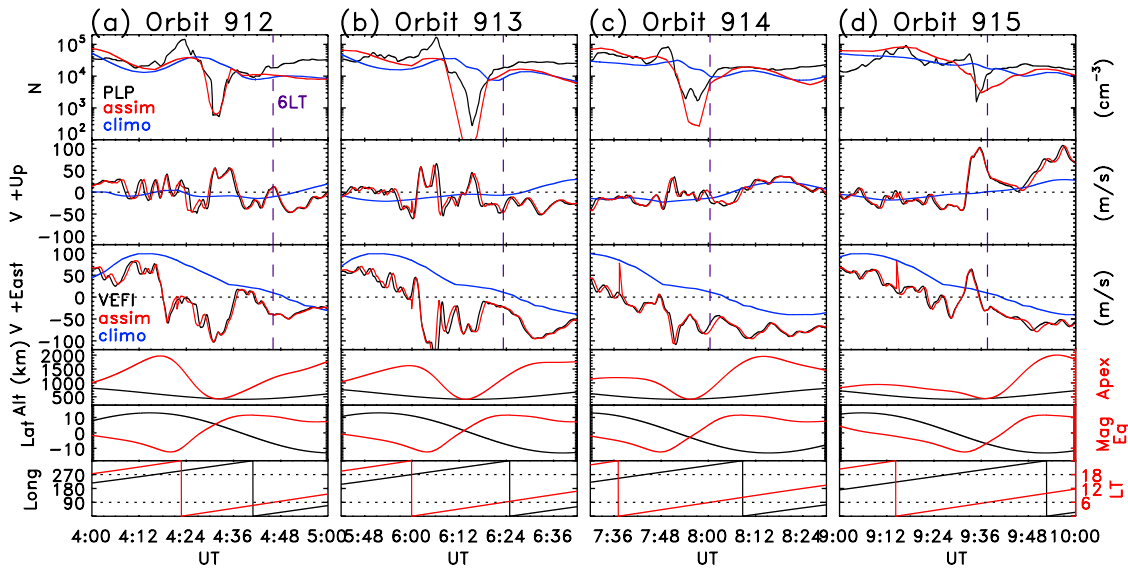 (a) Orbit 912 (b) Orbit 913 (c) Orbit 914 (d) Orbit 915
10⁵
10⁴
10³
10²
N
(cm⁻³)
PLP
assim
climo
6LT
100
50
0
-50
-100
V +Up
(m/s)
100
50
0
-50
-100
V +East
(m/s)
VEFI
assim
climo
2000
1500
1000
500
Alt (km)
Apex
10
0
-10
Lat
Mag
Eq
270
180
90
Long
18
12
6
LT
4:00 4:12 4:24 4:36 4:48 5:00
5:48 6:00 6:12 6:24 6:36
7:36 7:48 8:00 8:12 8:24
9:00 9:12 9:24 9:36 9:48 10:00
UT UT UT UT